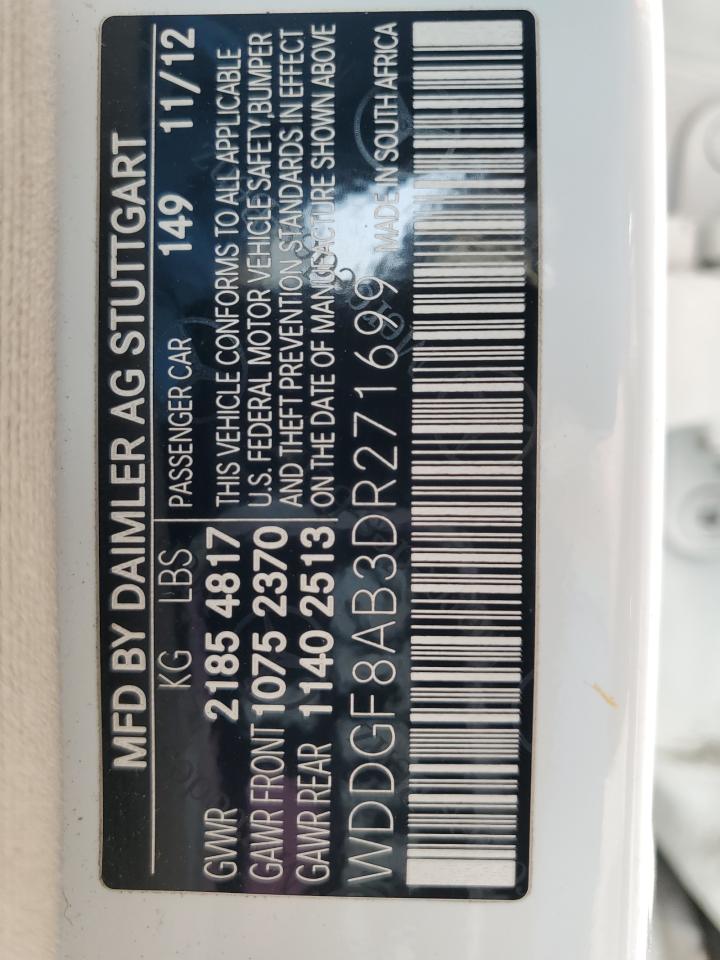 MFD BY DAIMLER AG STUTTGART
KG LBS PASSENGER CAR 149 11/12
GVWR 2185 4817 THIS VEHICLE CONFORMS TO ALL APPLICABLE
GAWR FRONT 1075 2370 U.S. FEDERAL MOTOR VEHICLE SAFETY,BUMPER
AND THEFT PREVENTION STANDARDS IN EFFECT
GAWR REAR 1140 2513 ON THE DATE OF MANUFACTURE SHOWN ABOVE
WDDGF8AB3DR271699 MADE IN SOUTH AFRICA